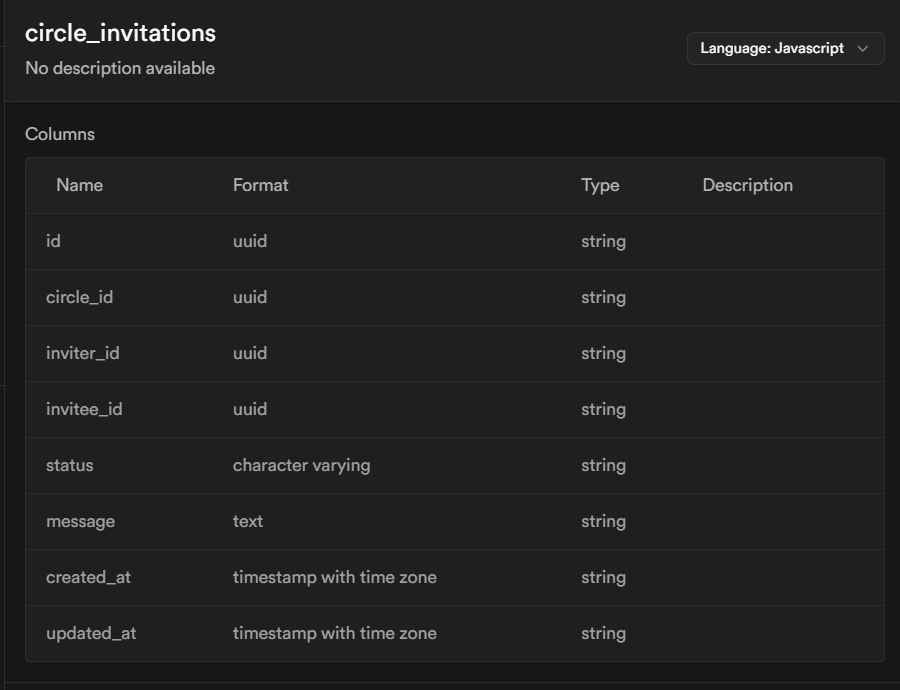 circle_invitations
Language: Javascript
No description available
Columns
Name Format Type Description
id uuid string
circle_id uuid string
inviter_id uuid string
invitee_id uuid string
status character varying string
message text string
created_at timestamp with time zone string
updated_at timestamp with time zone string